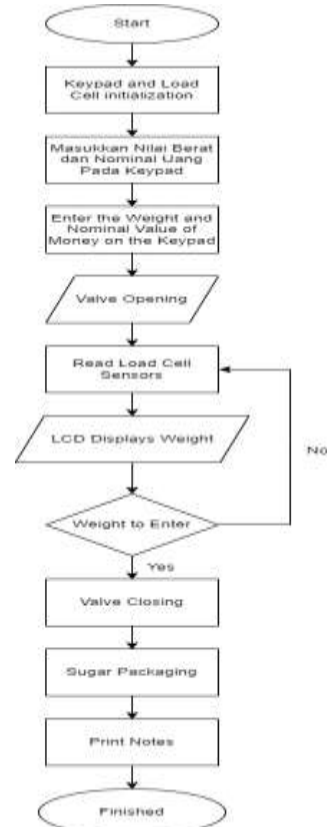 Start
Keypad and Load
Cell initialization
Masukkan Nilai Berat
dan Nominal Uang
Pada Keypad
Enter the Weight and
Nominal Value of
Money on the Keypad
Valve Opening
Read Load Cell
Sensors
LCD Displays Weight
No
Weight to Enter
Yes
Valve Closing
Sugar Packaging
Print Notes
Finished